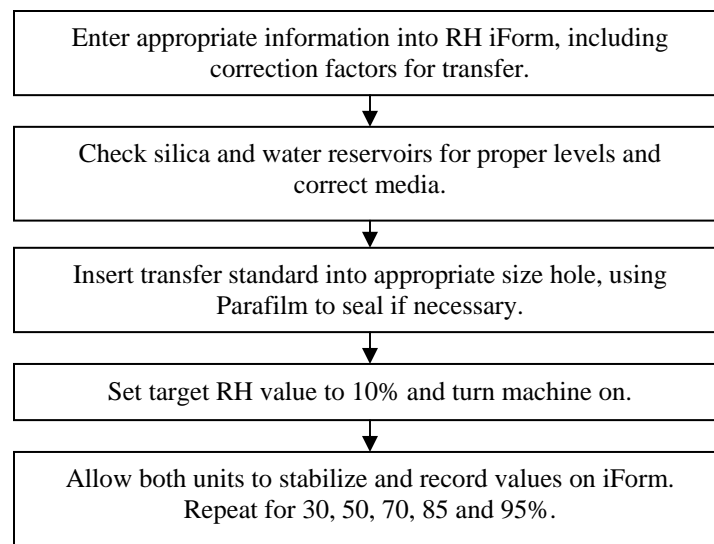 Enter appropriate information into RH iForm, including
correction factors for transfer.
Check silica and water reservoirs for proper levels and
correct media.
Insert transfer standard into appropriate size hole, using
Parafilm to seal if necessary.
Set target RH value to 10% and turn machine on.
Allow both units to stabilize and record values on iForm.
Repeat for 30, 50, 70, 85 and 95%.